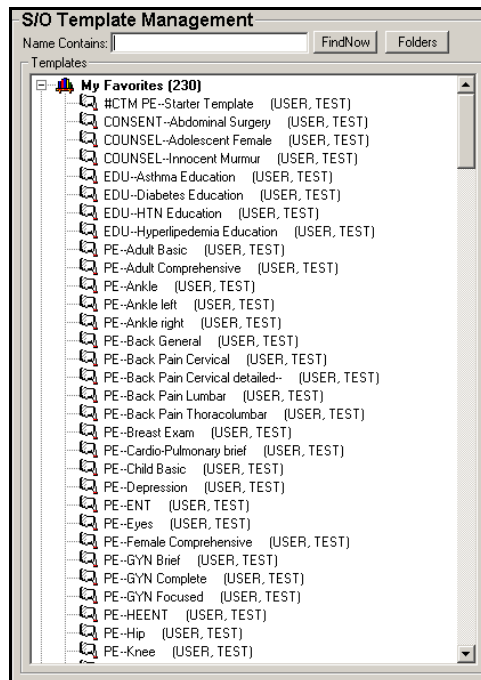 S/O Template Management
Name Contains: FindNow Folders
Templates
My Favorites (230)
#CTM PE--Starter Template (USER, TEST)
CONSENT--Abdominal Surgery (USER, TEST)
COUNSEL--Adolescent Female (USER, TEST)
COUNSEL--Innocent Murmur (USER, TEST)
EDU--Asthma Education (USER, TEST)
EDU--Diabetes Education (USER, TEST)
EDU--HTN Education (USER, TEST)
EDU--Hyperlipedemia Education (USER, TEST)
PE--Adult Basic (USER, TEST)
PE--Adult Comprehensive (USER, TEST)
PE--Ankle (USER, TEST)
PE--Ankle left (USER, TEST)
PE--Ankle right (USER, TEST)
PE--Back General (USER, TEST)
PE--Back Pain Cervical (USER, TEST)
PE--Back Pain Cervical detailed-- (USER, TEST)
PE--Back Pain Lumbar (USER, TEST)
PE--Back Pain Thoracolumbar (USER, TEST)
PE--Breast Exam (USER, TEST)
PE--Cardio-Pulmonary brief (USER, TEST)
PE--Child Basic (USER, TEST)
PE--Depression (USER, TEST)
PE--ENT (USER, TEST)
PE--Eyes (USER, TEST)
PE--Female Comprehensive (USER, TEST)
PE--GYN Brief (USER, TEST)
PE--GYN Complete (USER, TEST)
PE--GYN Focused (USER, TEST)
PE--HEENT (USER, TEST)
PE--Hip (USER, TEST)
PE--Knee (USER, TEST)